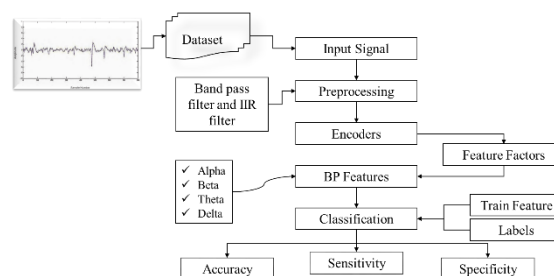 Dataset
Input Signal
Band pass
filter and IIR
filter
Preprocessing
Encoders
Feature Factors
✓ Alpha
✓ Beta
✓ Theta
✓ Delta
BP Features
Train Feature
Classification
Labels
Accuracy
Sensitivity
Specificity